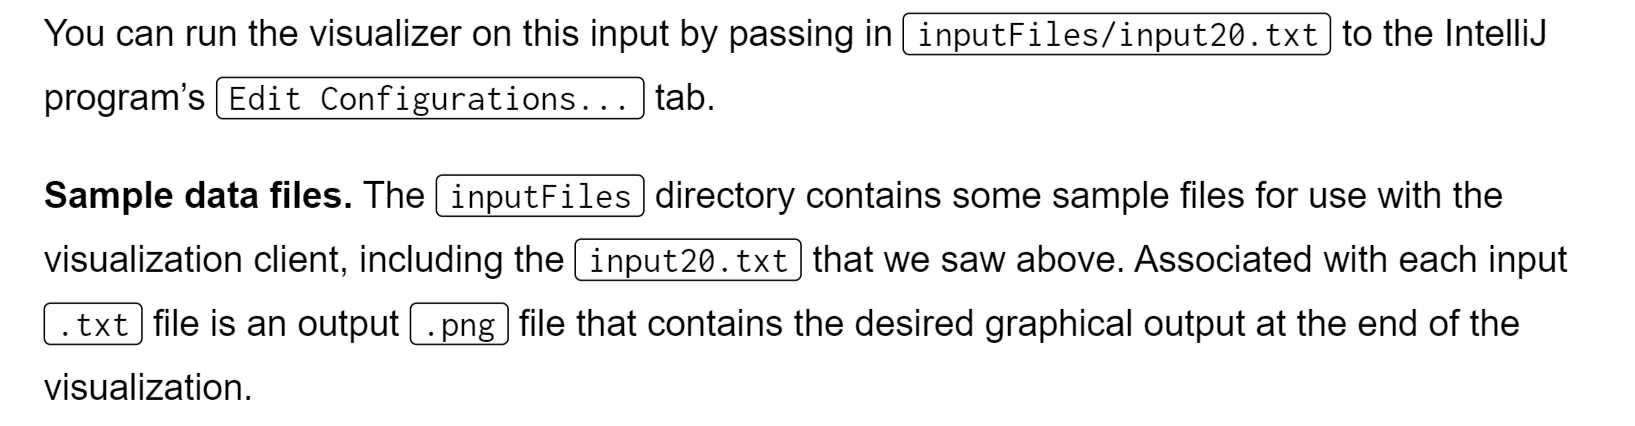 You can run the visualizer on this input by passing in inputFiles/input20.txt to the IntelliJ
program’s Edit Configurations... tab.
Sample data files. The inputFiles directory contains some sample files for use with the
visualization client, including the input20.txt that we saw above. Associated with each input
.txt file is an output .png file that contains the desired graphical output at the end of the
visualization.